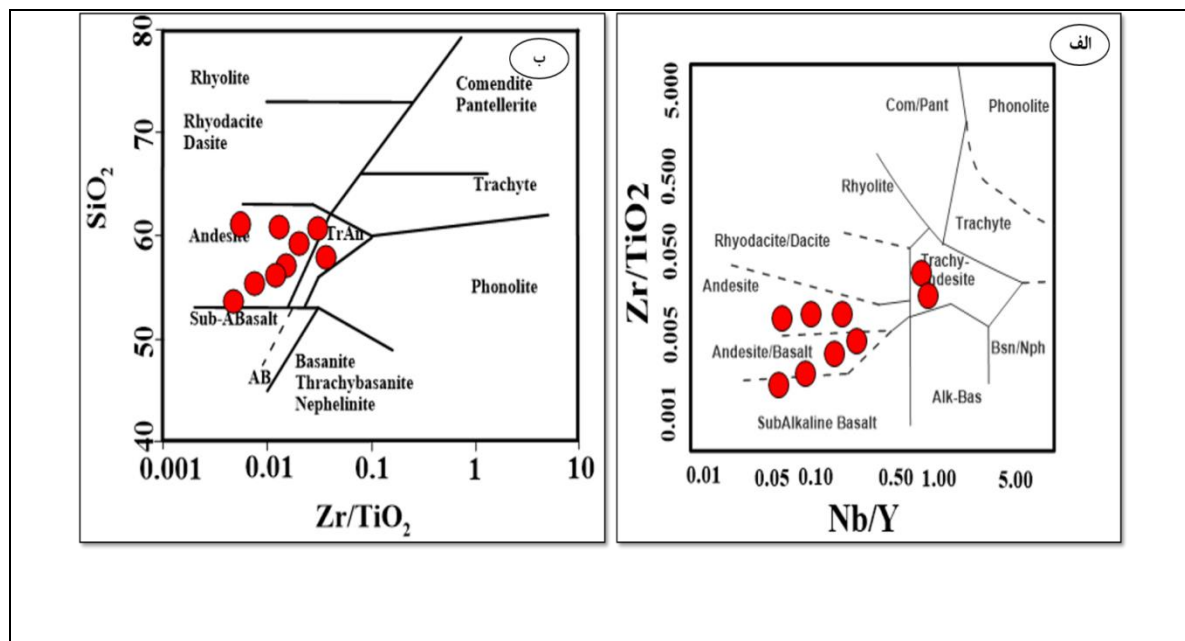 ب
80
70
60
50
40
SiO₂
Rhyolite
Rhyodacite
Dasite
Comendite
Pantellerite
Trachyte
Andesite
TrAn
Phonolite
Sub-ABasalt
AB
Basanite
Thrachybasanite
Nephelinite
0.001
0.01
0.1
1
10
Zr/TiO₂
الف
5.000
0.500
0.050
0.005
0.001
Zr/TiO2
Com/Pant
Phonolite
Rhyolite
Trachyte
Rhyodacite/Dacite
Trachy-
andesite
Andesite
Andesite/Basalt
Bsn/Nph
Alk-Bas
SubAlkaline Basalt
0.01
0.05
0.10
0.50
1.00
5.00
Nb/Y